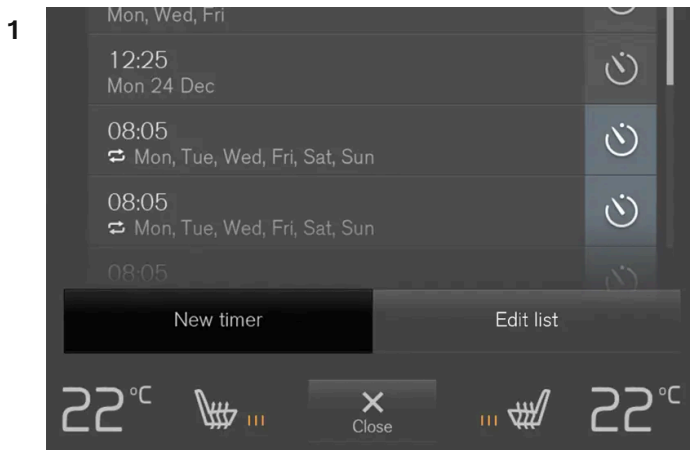 1
Mon, Wed, Fri
12:25
Mon 24 Dec
08:05
Mon, Tue, Wed, Fri, Sat, Sun
08:05
Mon, Tue, Wed, Fri, Sat, Sun
08:05
New timer
Edit list
22°C
Close
22°C